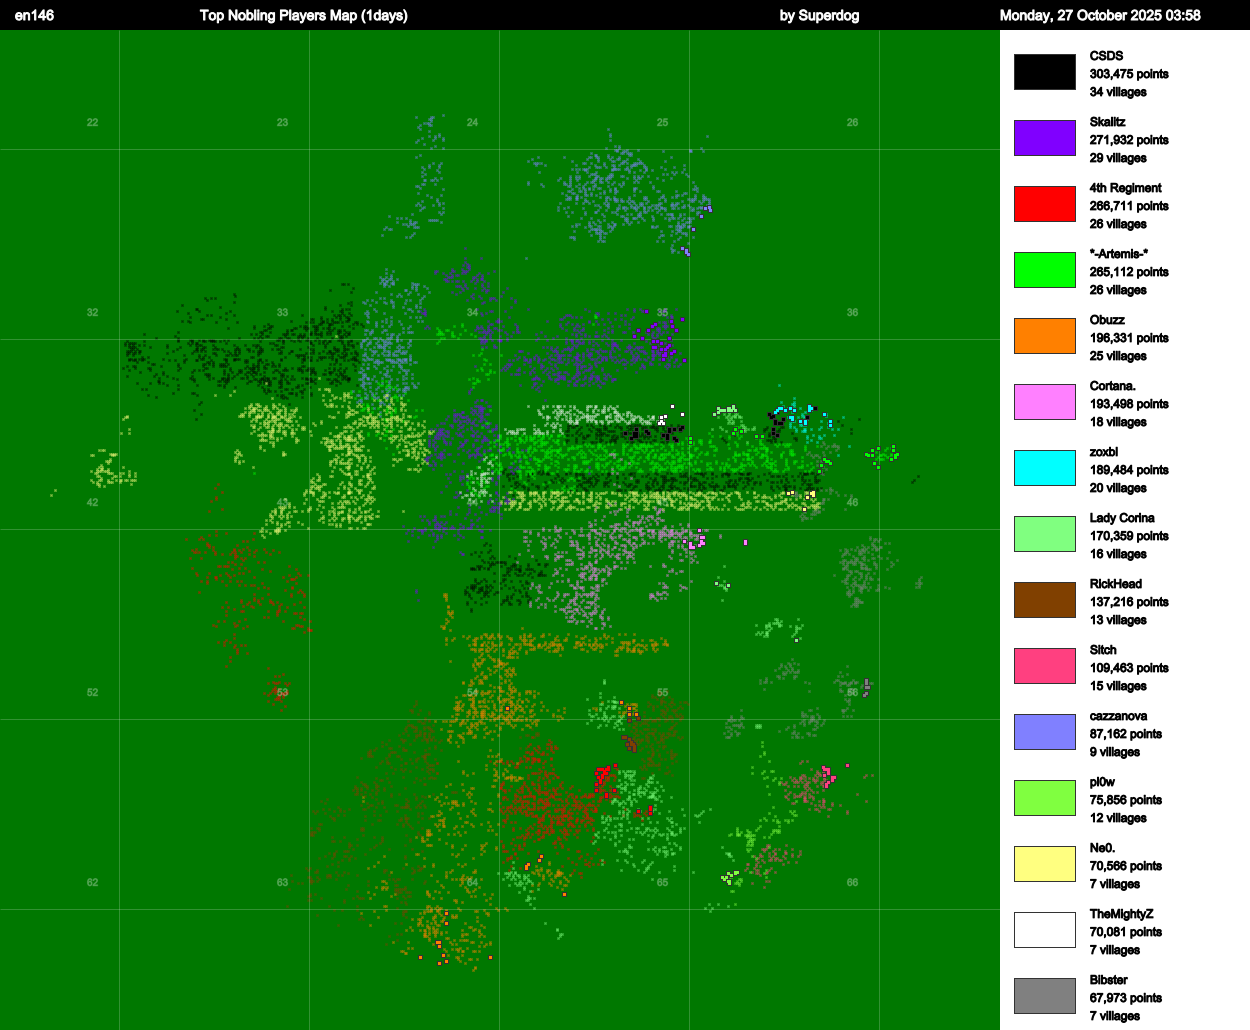 en146 Top Nobling Players Map (1days) by Superdog Monday, 27 October 2025 03:58
22 23 24 25 26
32 33 34 35 36
42 43 44 45 46
52 53 54 55 56
62 63 64 65 66
CSDS
303,475 points
34 villages
Skalitz
271,932 points
29 villages
4th Regiment
266,711 points
26 villages
*-Artemis-*
265,112 points
26 villages
Obuzz
196,331 points
25 villages
Cortana.
193,498 points
18 villages
zoxbi
189,484 points
20 villages
Lady Corina
170,359 points
16 villages
RickHead
137,216 points
13 villages
Sitch
109,463 points
15 villages
cazzanova
87,162 points
9 villages
pl0w
75,856 points
12 villages
Ne0.
70,566 points
7 villages
TheMightyZ
70,081 points
7 villages
Bibster
67,973 points
7 villages